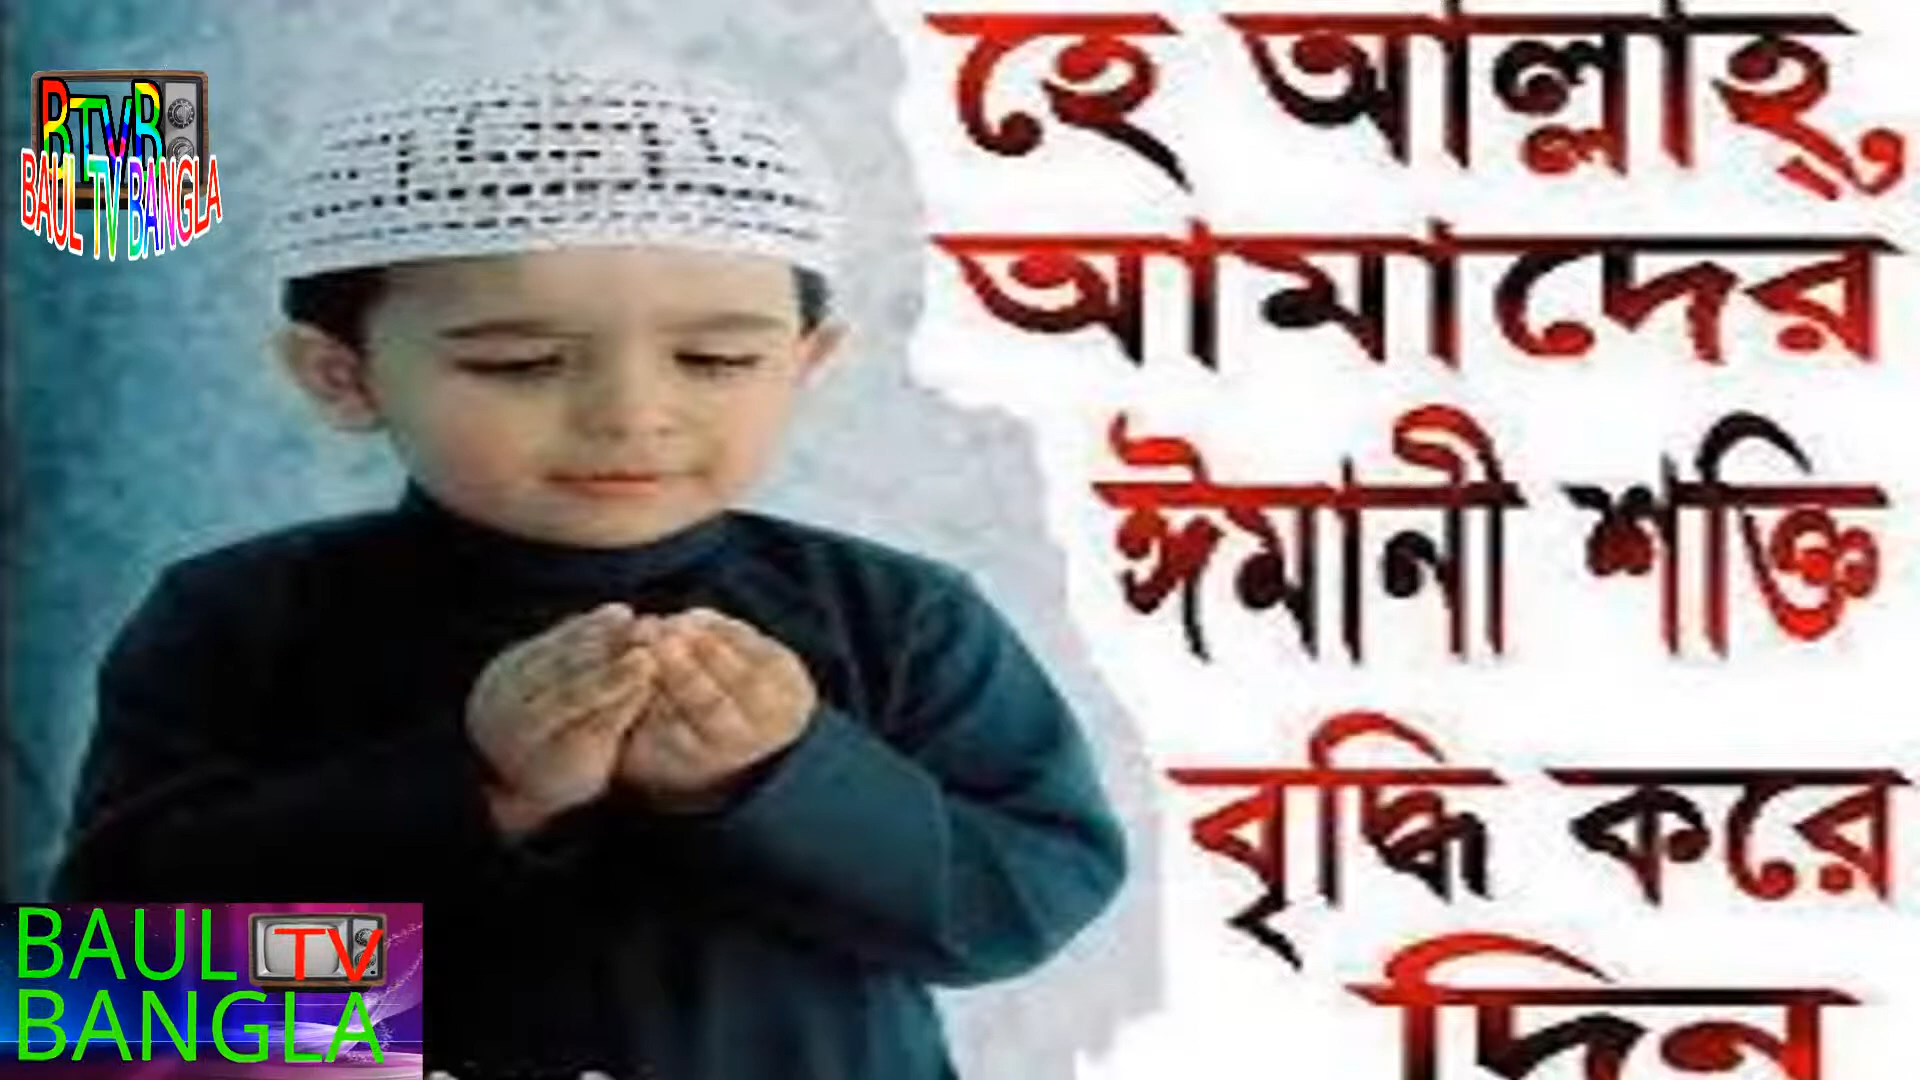 BTVB
BAUL TV BANGLA
হে আল্লাহ্,
আমাদের
ঈমানী শক্তি
বৃদ্ধি করে
দিন
BAUL TV
BANGLA